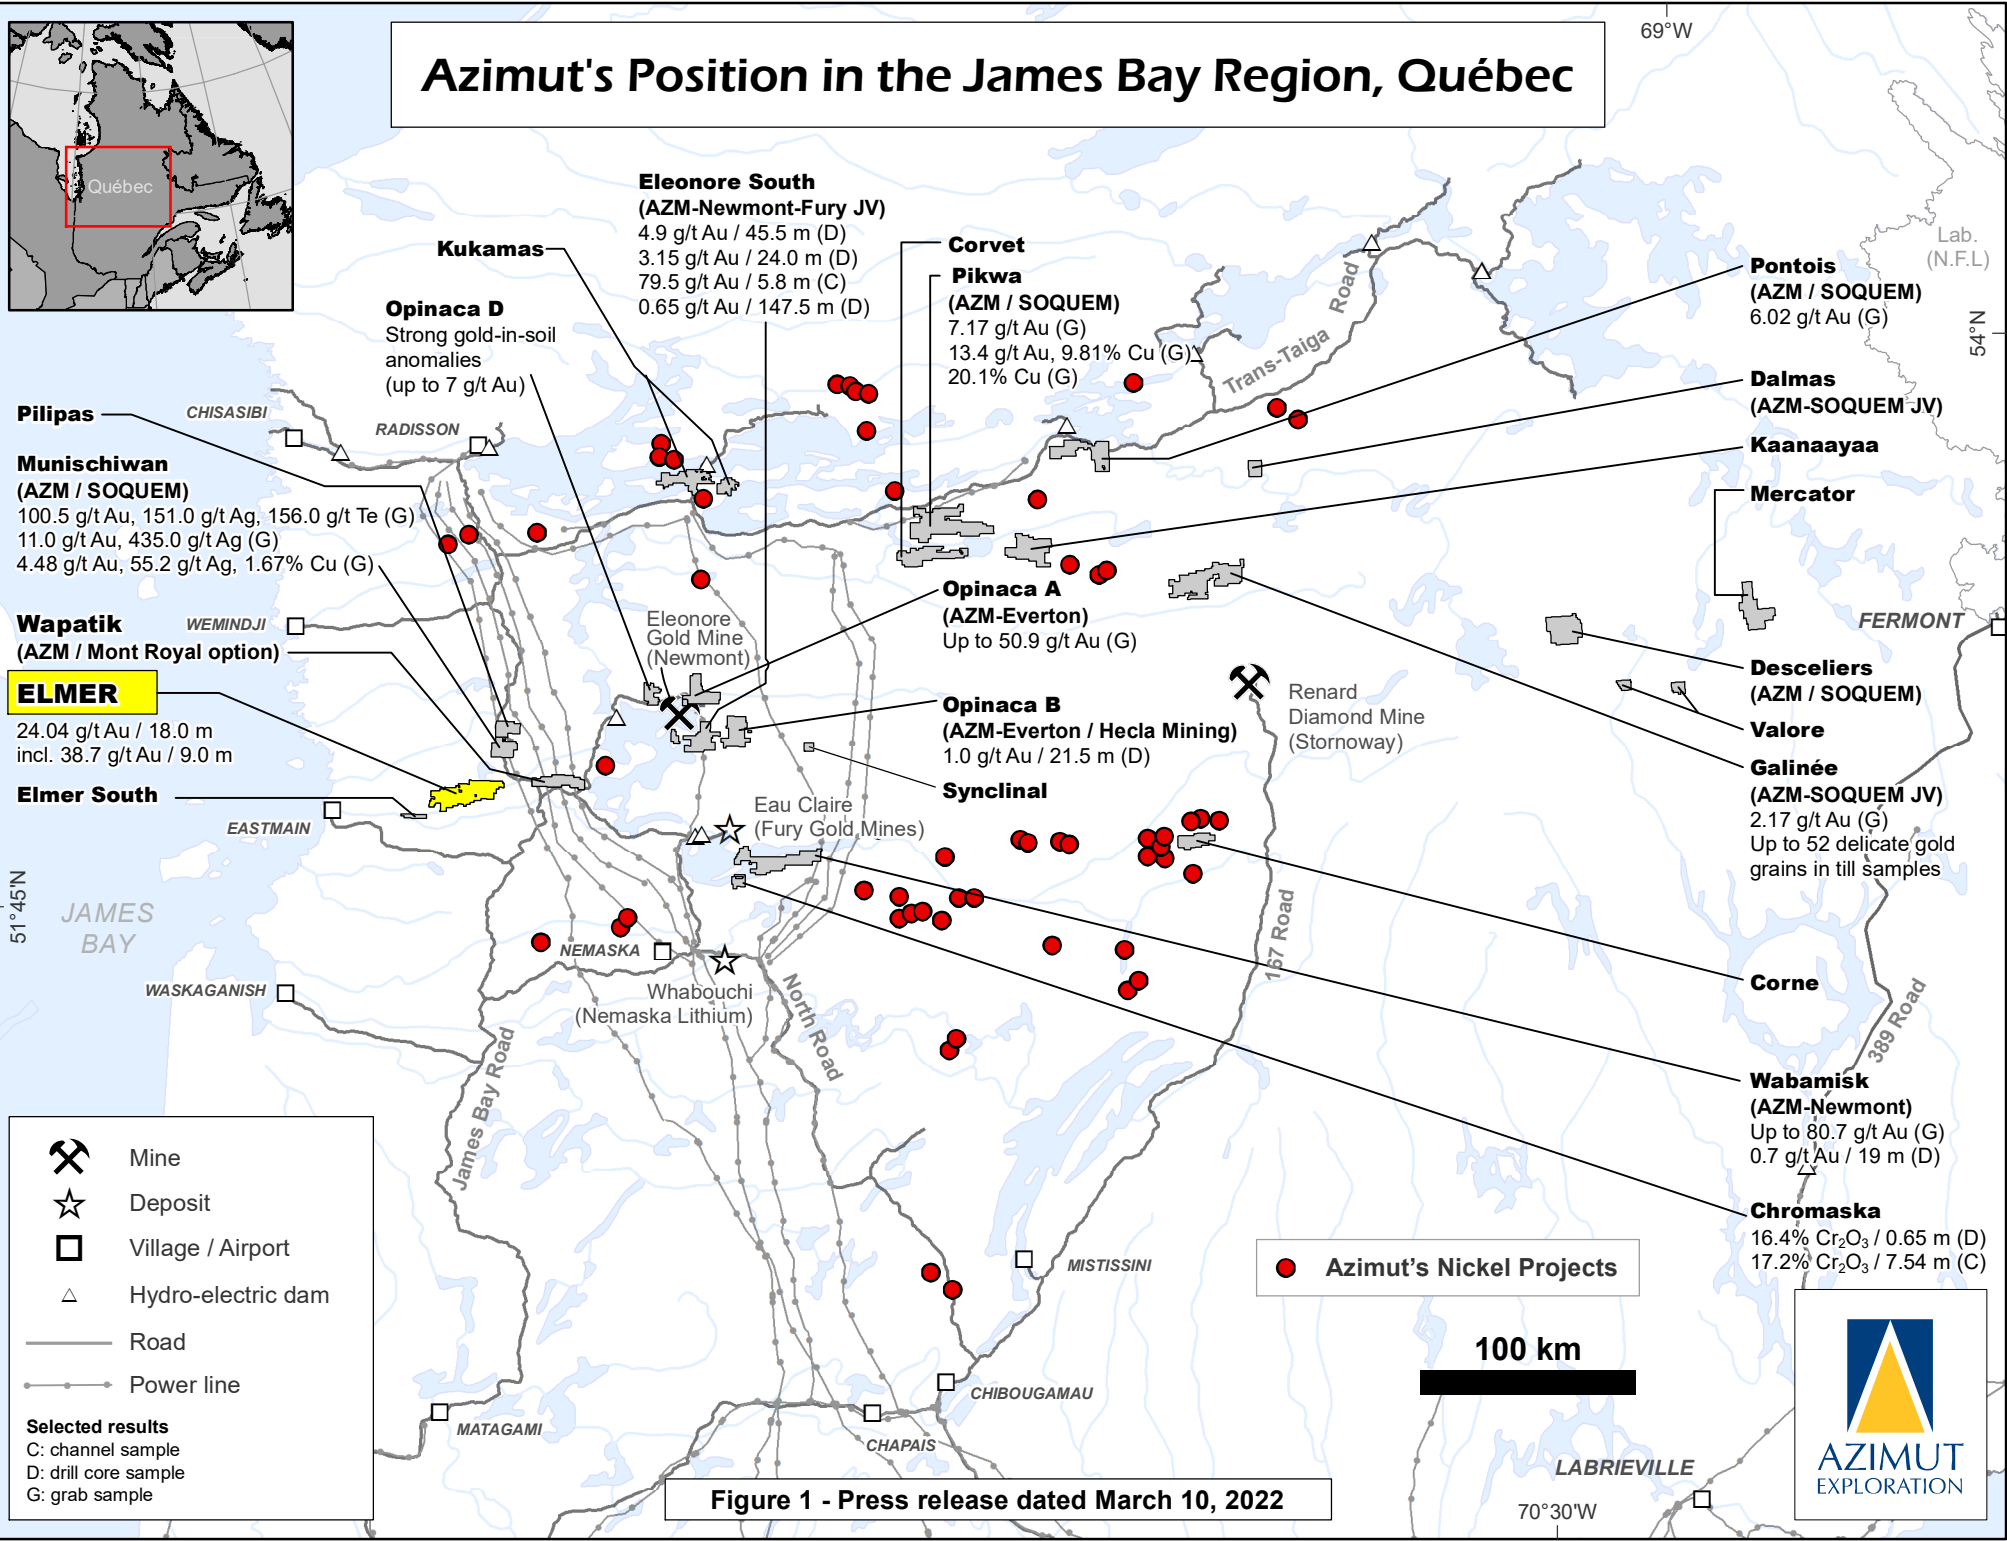 Azimut's Position in the James Bay Region, Québec
69°W
Québec
Lab.
(N.F.L)
54°N
Eleonore South
(AZM-Newmont-Fury JV)
4.9 g/t Au / 45.5 m (D)
3.15 g/t Au / 24.0 m (D)
79.5 g/t Au / 5.8 m (C)
0.65 g/t Au / 147.5 m (D)
Kukamas
Opinaca D
Strong gold-in-soil
anomalies
(up to 7 g/t Au)
Corvet
Pikwa
(AZM / SOQUEM)
7.17 g/t Au (G)
13.4 g/t Au, 9.81% Cu (G)
20.1% Cu (G)
Trans-Taiga Road
Pontois
(AZM / SOQUEM)
6.02 g/t Au (G)
Dalmas
(AZM-SOQUEM JV)
Kaanaayaa
Mercator
FERMONT
Desceliers
(AZM / SOQUEM)
Valore
Galinée
(AZM-SOQUEM JV)
2.17 g/t Au (G)
Up to 52 delicate gold
grains in till samples
Pilipas
CHISASIBI
RADISSON
Munischiwan
(AZM / SOQUEM)
100.5 g/t Au, 151.0 g/t Ag, 156.0 g/t Te (G)
11.0 g/t Au, 435.0 g/t Ag (G)
4.48 g/t Au, 55.2 g/t Ag, 1.67% Cu (G)
Wapatik
(AZM / Mont Royal option)
WEMINDJI
ELMER
24.04 g/t Au / 18.0 m
incl. 38.7 g/t Au / 9.0 m
Elmer South
EASTMAIN
Eleonore
Gold Mine
(Newmont)
Opinaca A
(AZM-Everton)
Up to 50.9 g/t Au (G)
Opinaca B
(AZM-Everton / Hecla Mining)
1.0 g/t Au / 21.5 m (D)
Synclinal
Renard
Diamond Mine
(Stornoway)
Eau Claire
(Fury Gold Mines)
51°45'N
JAMES
BAY
NEMASKA
WASKAGANISH
Whabouchi
(Nemaska Lithium)
North Road
James Bay Road
167 Road
389 Road
Corne
Wabamisk
(AZM-Newmont)
Up to 80.7 g/t Au (G)
0.7 g/t Au / 19 m (D)
Chromaska
16.4% Cr₂O₃ / 0.65 m (D)
17.2% Cr₂O₃ / 7.54 m (C)
Mine
Deposit
Village / Airport
Hydro-electric dam
Road
Power line
Selected results
C: channel sample
D: drill core sample
G: grab sample
MISTISSINI
Azimut's Nickel Projects
100 km
CHIBOUGAMAU
MATAGAMI
CHAPAIS
LABRIEVILLE
70°30'W
Figure 1 - Press release dated March 10, 2022
AZIMUT
EXPLORATION